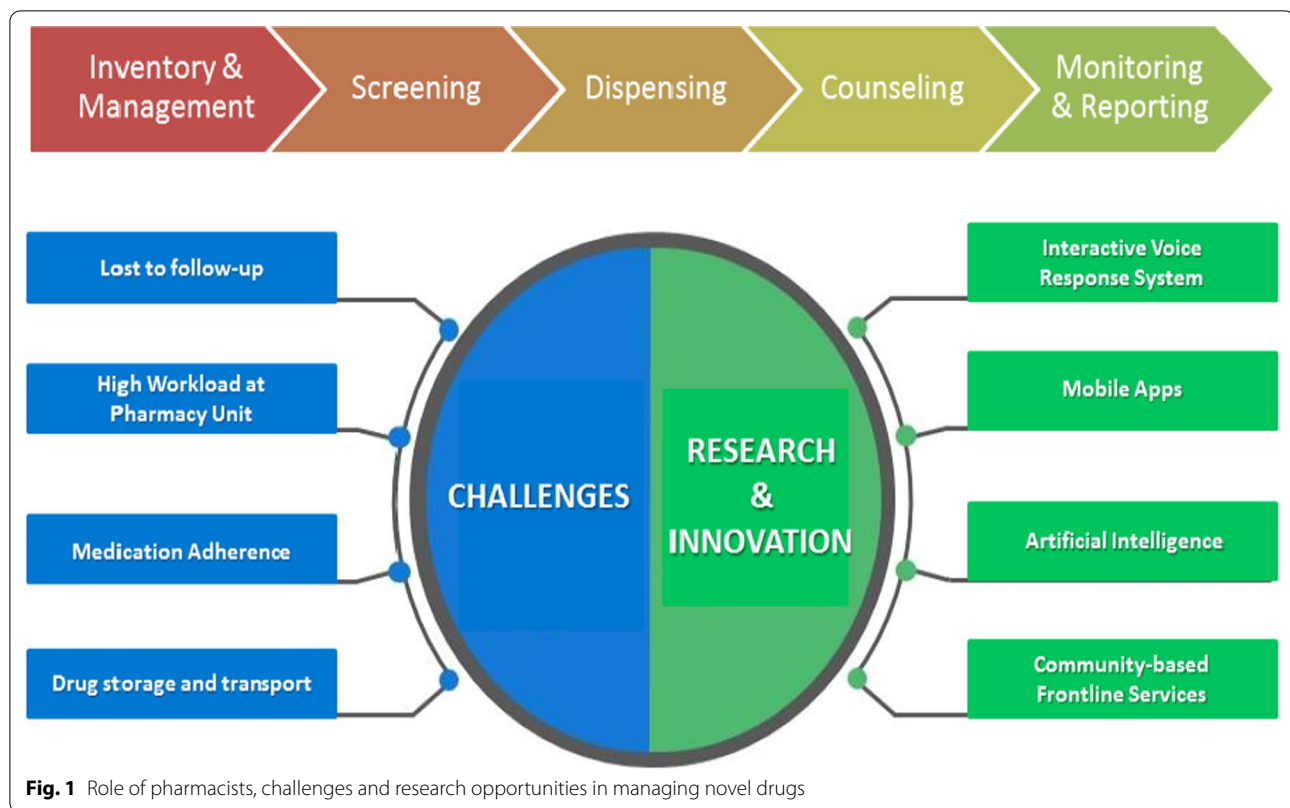 Inventory &
Management
Screening
Dispensing
Counseling
Monitoring
& Reporting
Lost to follow-up
High Workload at
Pharmacy Unit
Medication Adherence
Drug storage and transport
CHALLENGES
RESEARCH
&
INNOVATION
Interactive Voice
Response System
Mobile Apps
Artificial Intelligence
Community-based
Frontline Services
Fig. 1 Role of pharmacists, challenges and research opportunities in managing novel drugs